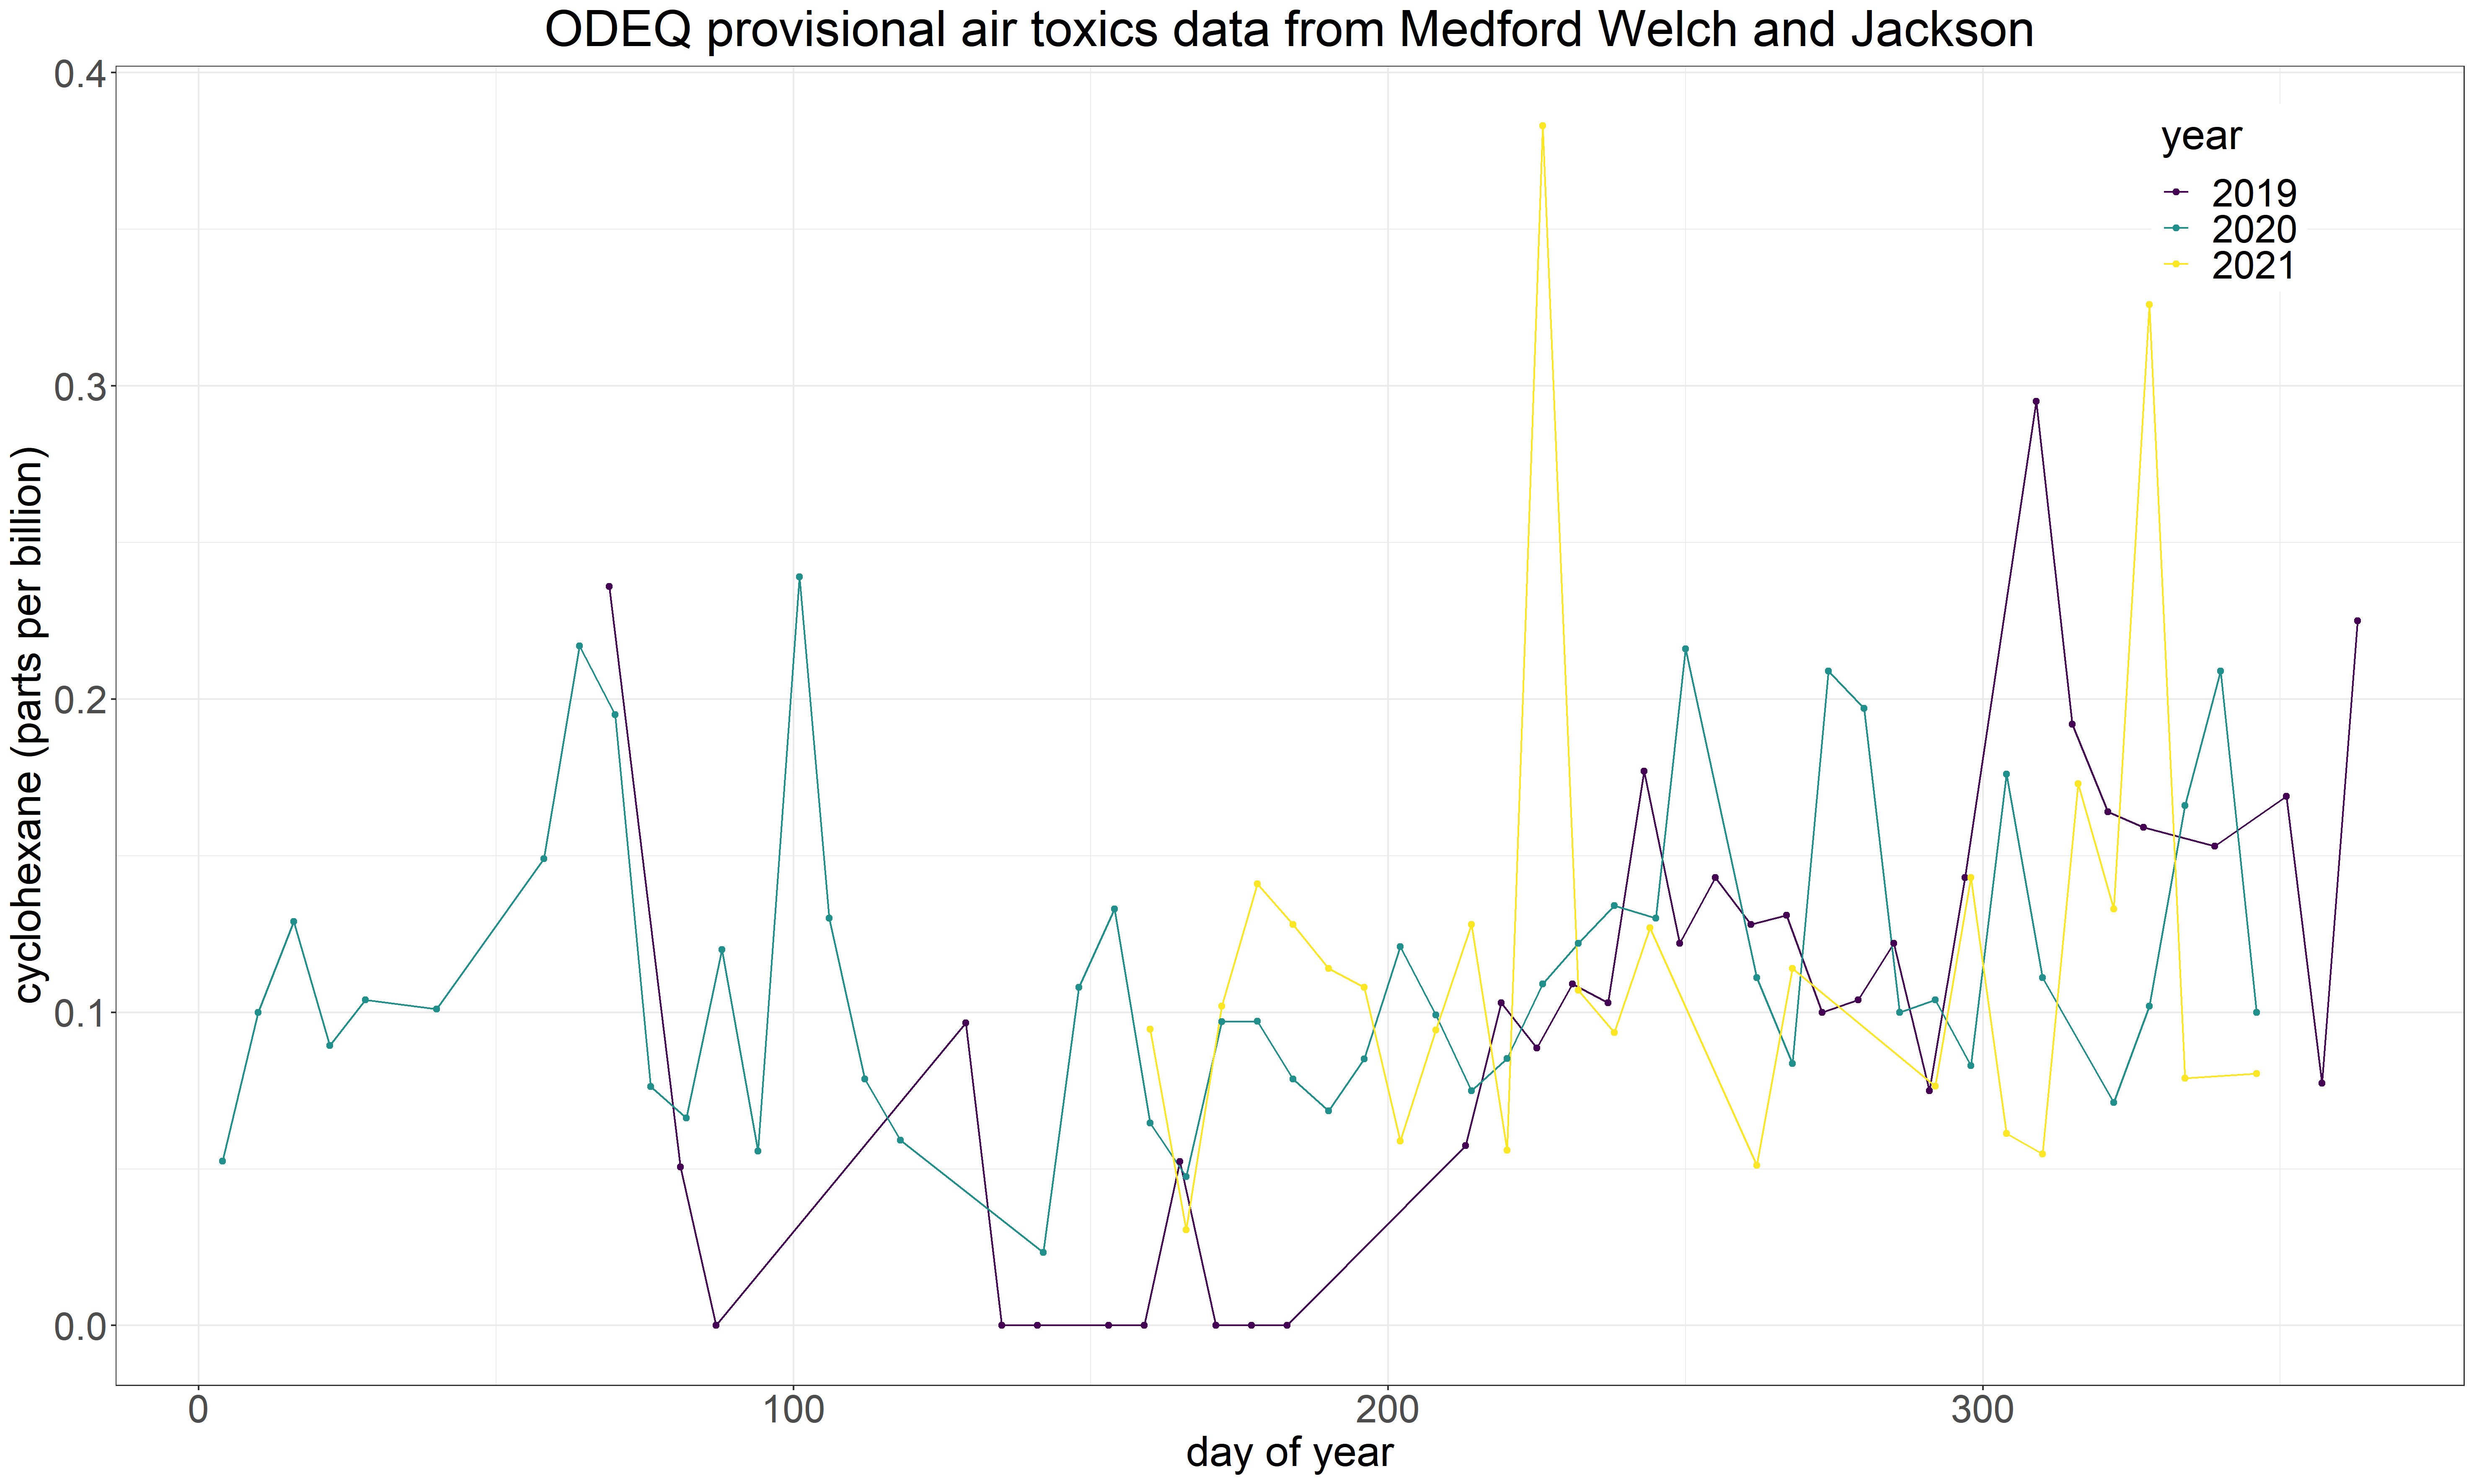 ODEQ provisional air toxics data from Medford Welch and Jackson
0.4
0.3
0.2
0.1
0.0
cyclohexane (parts per billion)
year
2019
2020
2021
0 100 200 300
day of year